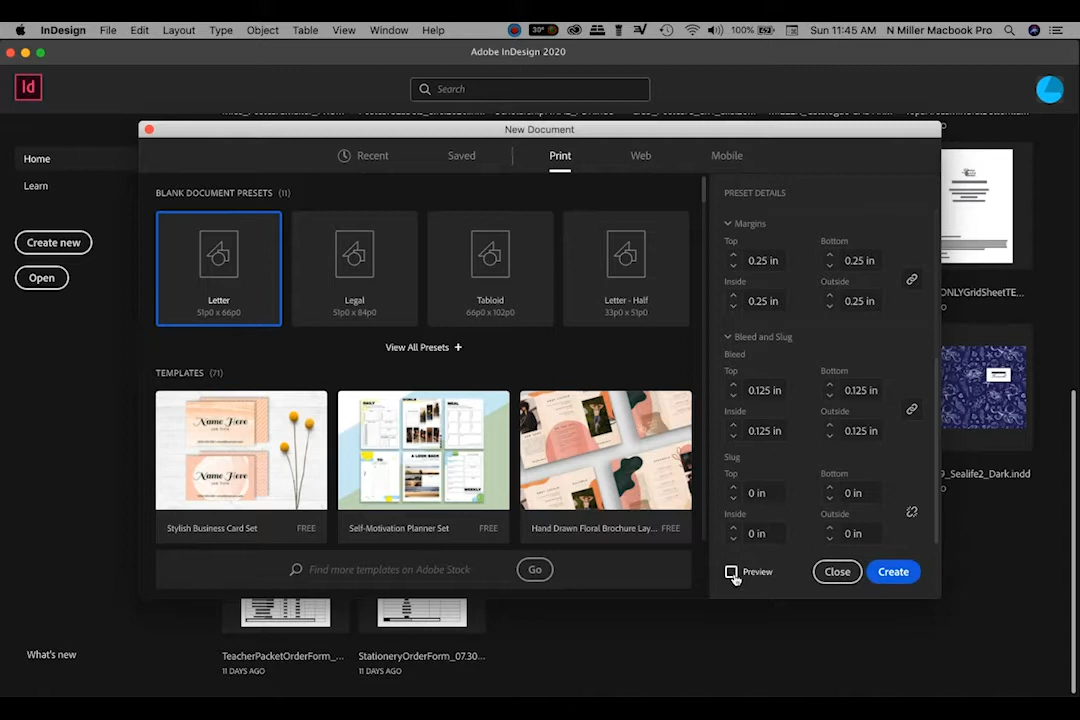 InDesign File Edit Layout Type Object Table View Window Help 30° 100% Sun 11:45 AM N Miller Macbook Pro
Adobe InDesign 2020
Id
Search
New Document
Home
Learn
Create new
Open
What's new
Recent Saved Print Web Mobile
BLANK DOCUMENT PRESETS (11)
Letter
51p0 x 66p0
Legal
51p0 x 84p0
Tabloid
66p0 x 102p0
Letter - Half
33p0 x 51p0
View All Presets +
TEMPLATES (71)
Name Here
Name Here
DAILY
MEAL
TO
A LOOK BACK
WEEKLY
Stylish Business Card Set FREE
Self-Motivation Planner Set FREE
Hand Drawn Floral Brochure Lay... FREE
Find more templates on Adobe Stock Go
PRESET DETAILS
Margins
Top Bottom
0.25 in 0.25 in
Inside Outside
0.25 in 0.25 in
Bleed and Slug
Bleed
Top Bottom
0.125 in 0.125 in
Inside Outside
0.125 in 0.125 in
Slug
Top Bottom
0 in 0 in
Inside Outside
0 in 0 in
Preview Close Create
ONLYGridSheetTE...
9_Sealife2_Dark.indd
TeacherPacketOrderForm_...
11 DAYS AGO
StationeryOrderForm_07.30...
11 DAYS AGO